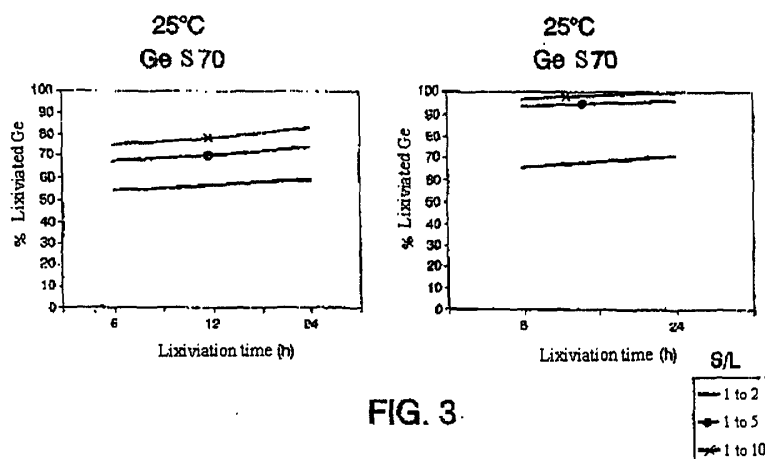 25°C
Ge S70
100
90
80
70
60
50
40
30
20
10
0
% Lixiviated Ge
6
12
24
Lixiviation time (h)
25°C
Ge S70
100
90
80
70
60
50
40
30
20
10
0
% Lixiviated Ge
6
24
Lixiviation time (h)
S/L
1 to 2
1 to 5
1 to 10
FIG. 3